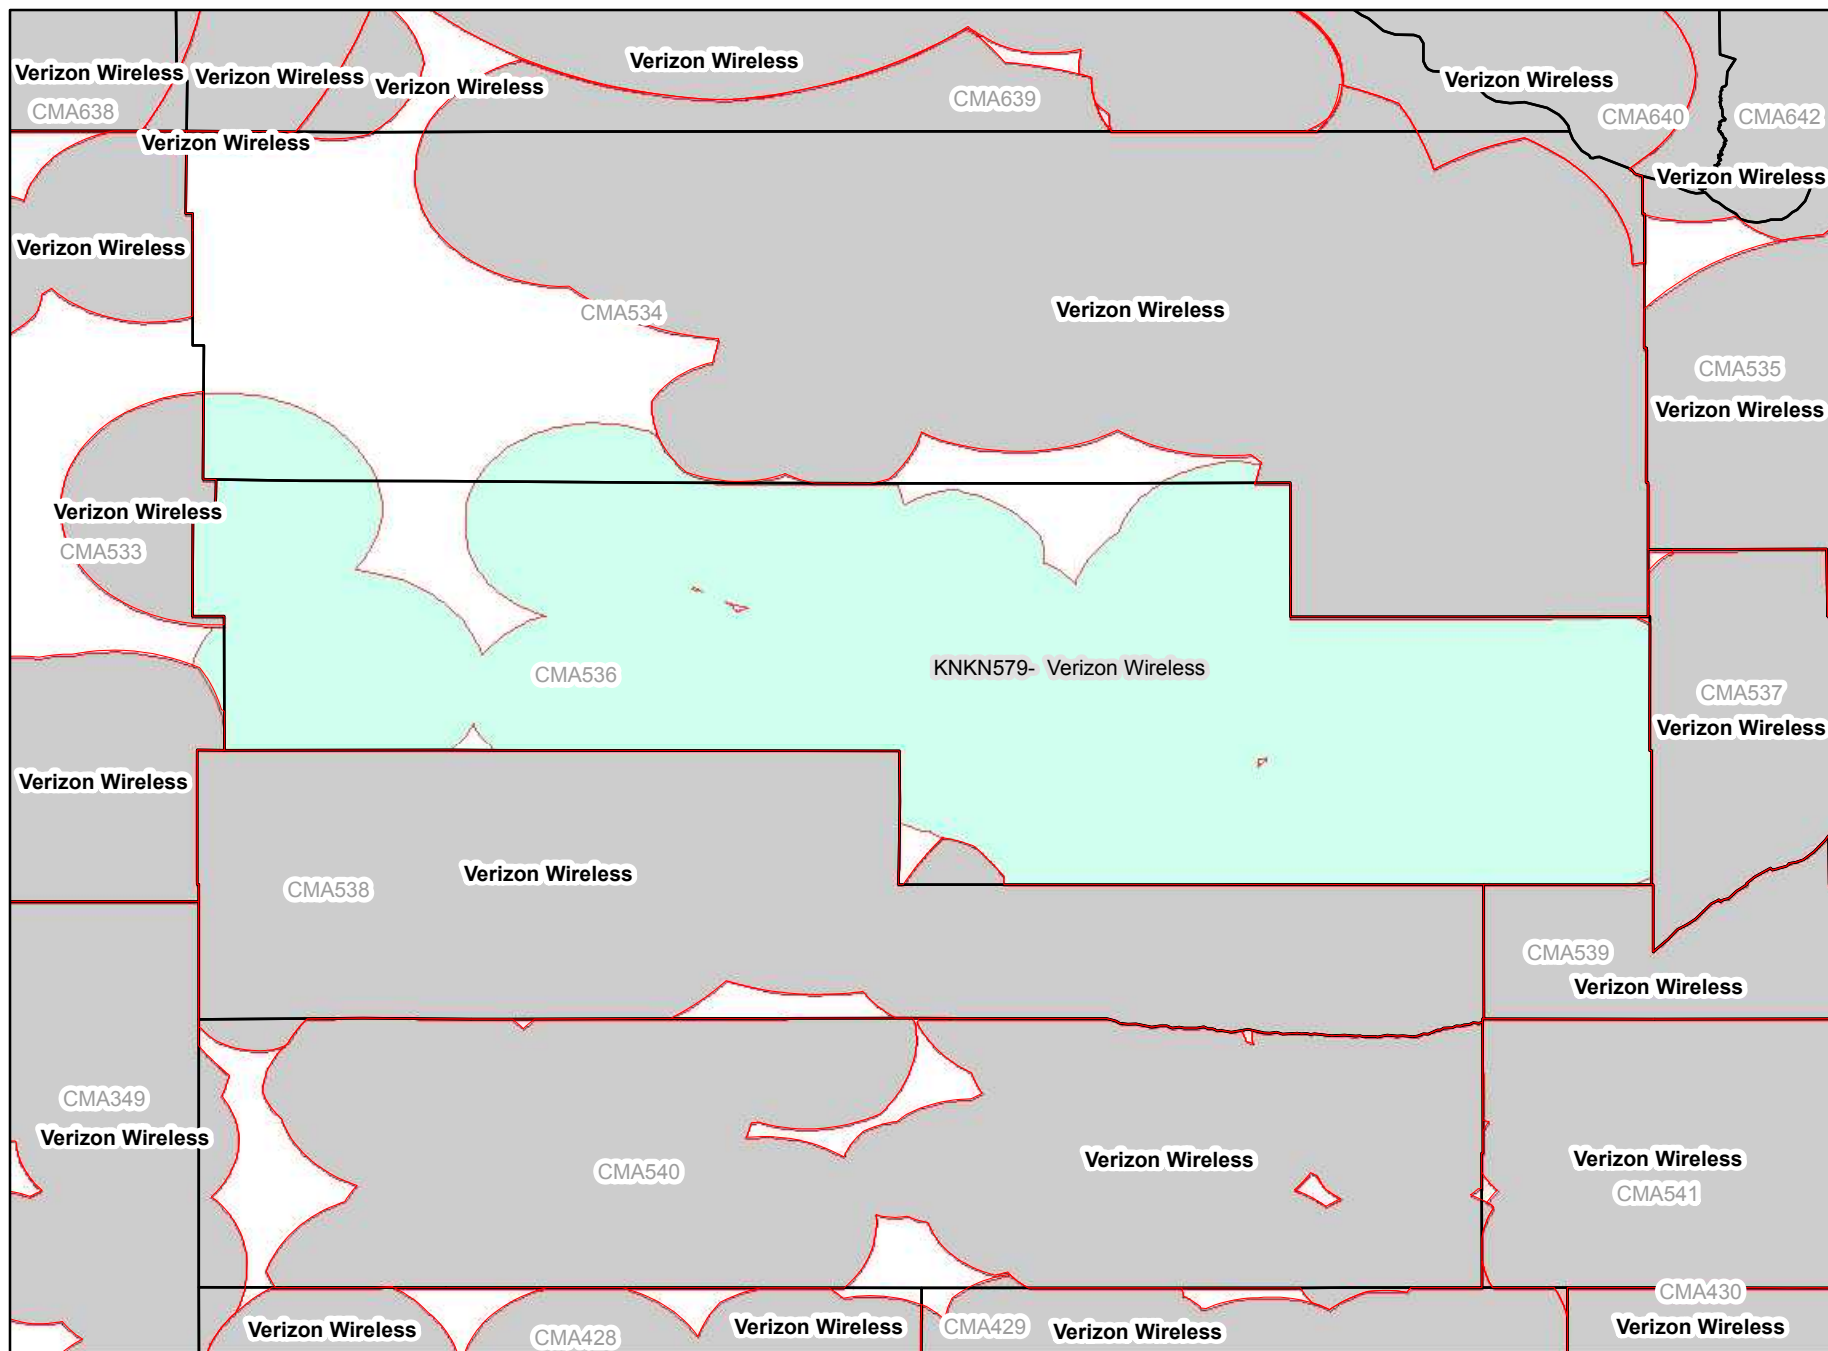 Verizon Wireless
Verizon Wireless
Verizon Wireless
Verizon Wireless
Verizon Wireless
CMA638
CMA639
CMA640
CMA642
Verizon Wireless
Verizon Wireless
Verizon Wireless
CMA534
Verizon Wireless
CMA535
Verizon Wireless
Verizon Wireless
CMA533
CMA536
KNKN579- Verizon Wireless
CMA537
Verizon Wireless
Verizon Wireless
CMA538
Verizon Wireless
CMA539
Verizon Wireless
CMA349
Verizon Wireless
CMA540
Verizon Wireless
Verizon Wireless
CMA541
CMA430
Verizon Wireless
CMA428
Verizon Wireless
CMA429
Verizon Wireless
Verizon Wireless